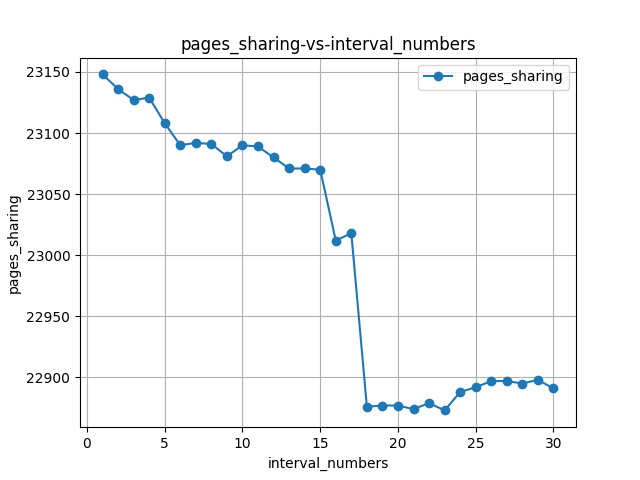 pages_sharing-vs-interval_numbers
pages_sharing
23150
23100
23050
23000
22950
22900
pages_sharing
0 5 10 15 20 25 30
interval_numbers